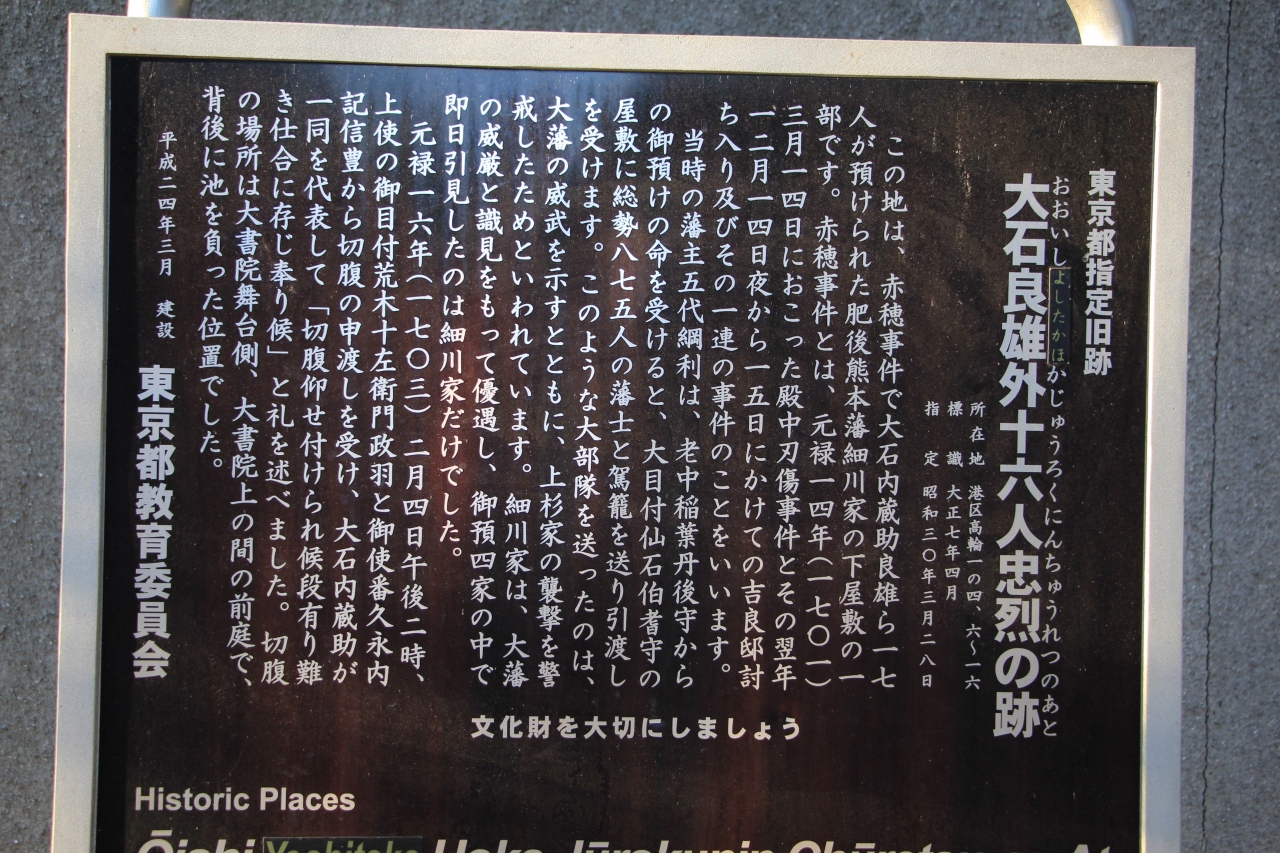 東京都指定旧跡
おおいしよしたかほかじゅうろくにんちゅうれつのあと
大石良雄外十六人忠烈の跡
所在地 港区高輪一の四、六〜一六
標識 大正七年四月
指定 昭和三〇年三月二八日
この地は、赤穂事件で大石内蔵助良雄ら一七
人が預けられた肥後熊本藩細川家の下屋敷の一
部です。赤穂事件とは、元禄一四年(一七〇一)
三月一四日におこった殿中刃傷事件とその翌年
一二月一四日夜から一五日にかけての吉良邸討
ち入り及びその一連の事件のことをいいます。
当時の藩主五代綱利は、老中稲葉丹後守から
の御預けの命を受けると、大目付仙石伯耆守の
屋敷に総勢八七五人の藩士と駕籠を送り引渡し
を受けます。このような大部隊を送ったのは、
大藩の威武を示すとともに、上杉家の襲撃を警
戒したためといわれています。細川家は、大藩
の威厳と識見をもって優遇し、御預四家の中で
即日引見したのは細川家だけでした。
元禄一六年(一七〇三)二月四日午後二時、
上使の御目付荒木十左衛門政羽と御使番久永内
記信豊から切腹の申渡しを受け、大石内蔵助が
一同を代表して「切腹仰せ付けられ候段有り難
き仕合に存じ奉り候」と礼を述べました。切腹
の場所は大書院舞台側、大書院上の間の前庭で、
背後に池を負った位置でした。
平成二四年三月 建設
東京都教育委員会
文化財を大切にしましょう
Historic Places
Ōishi Yoshitaka Hoka Jūrokunin Chūretsu no At